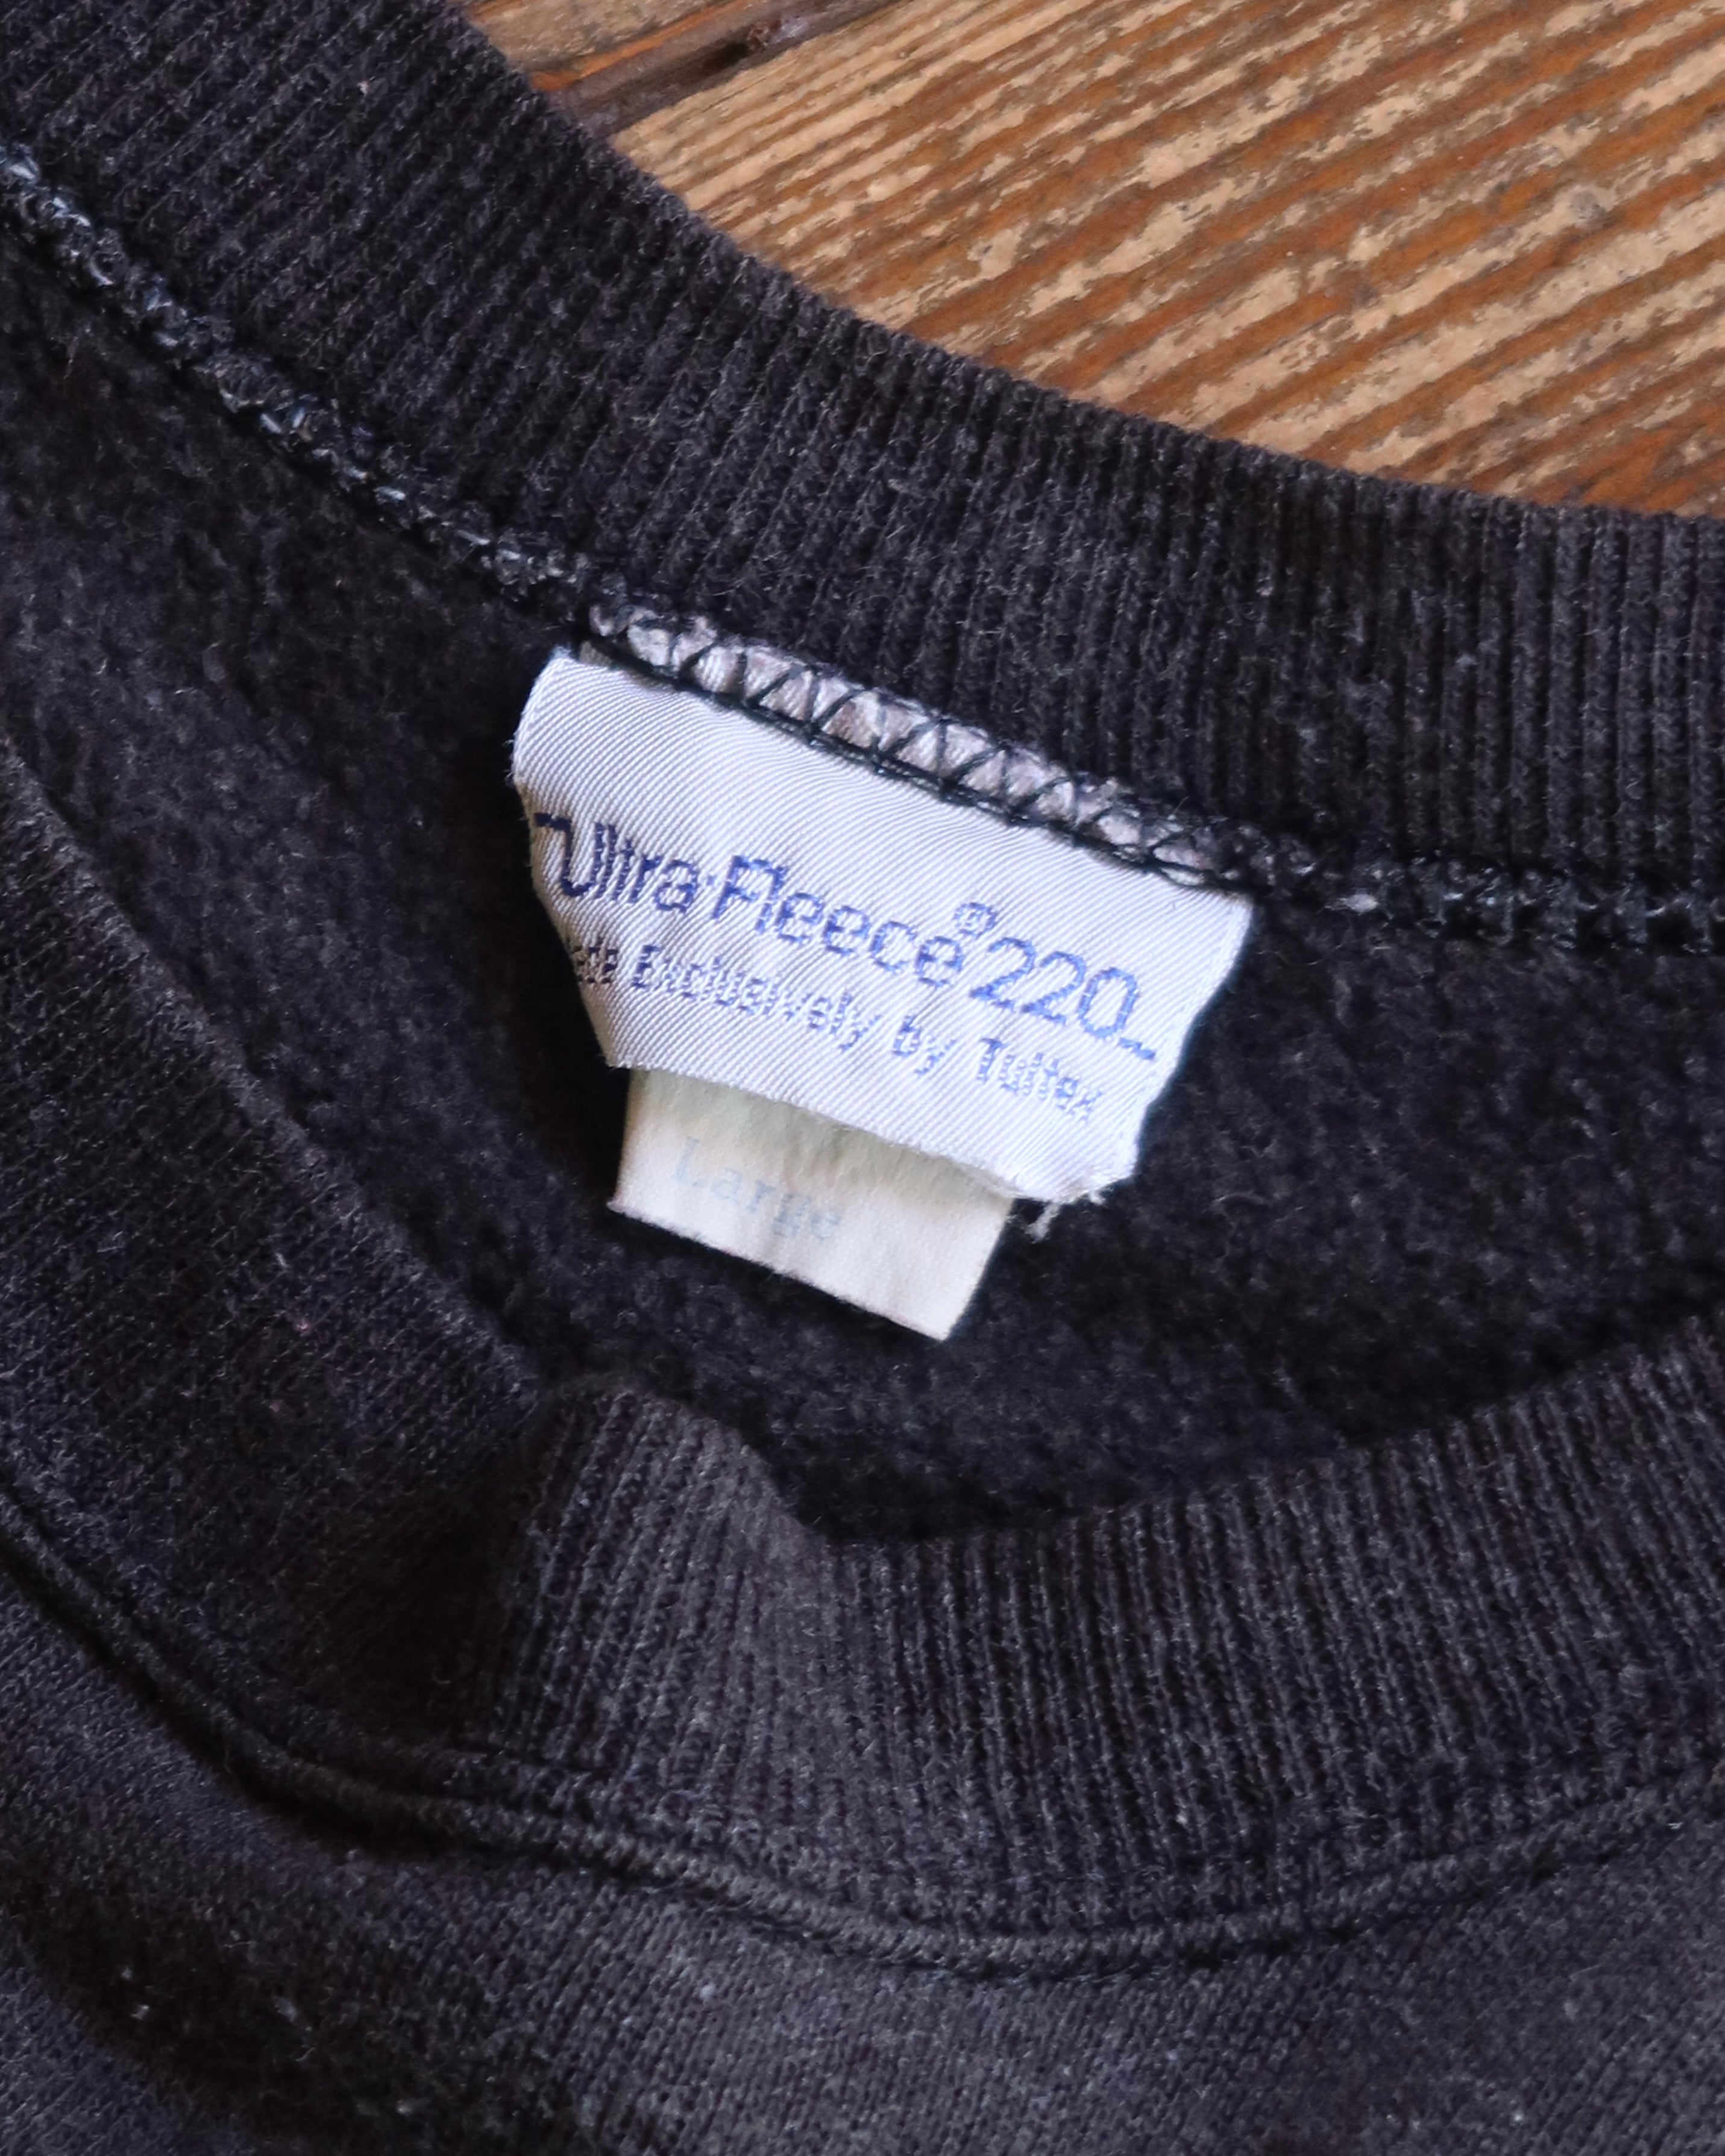 Ultra-Fleece® 220
Made Exclusively by Tultex
Large